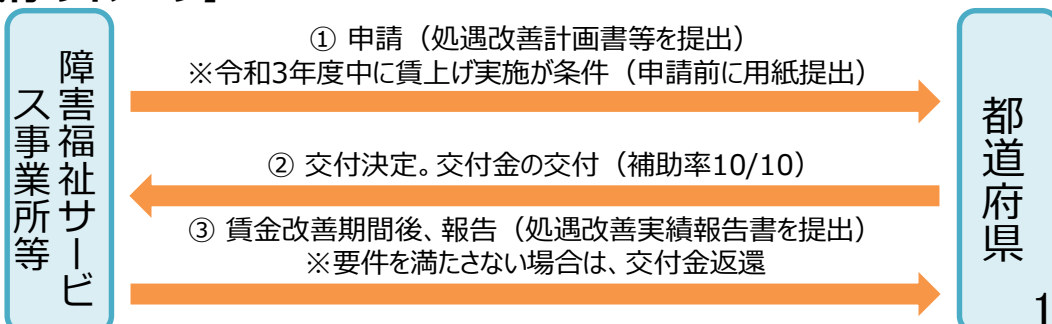 障害福祉サービ
ス事業所等
① 申請（処遇改善計画書等を提出）
※令和3年度中に賃上げ実施が条件（申請前に用紙提出）
② 交付決定。交付金の交付（補助率10/10）
③ 賃金改善期間後、報告（処遇改善実績報告書を提出）
※要件を満たさない場合は、交付金返還
都道府県
1